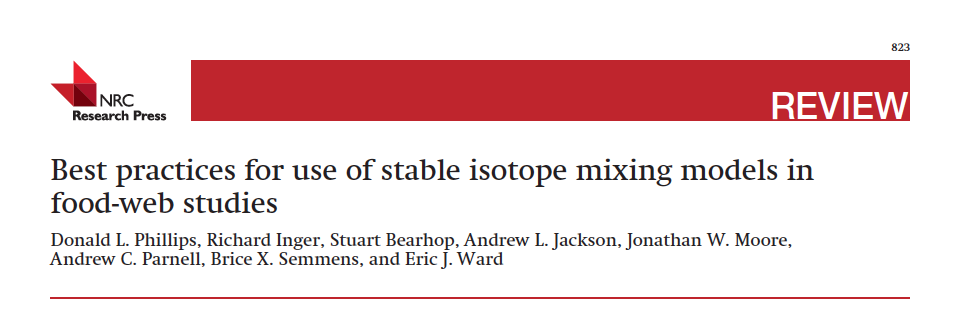 823
NRC
Research Press
REVIEW
Best practices for use of stable isotope mixing models in
food-web studies
Donald L. Phillips, Richard Inger, Stuart Bearhop, Andrew L. Jackson, Jonathan W. Moore,
Andrew C. Parnell, Brice X. Semmens, and Eric J. Ward